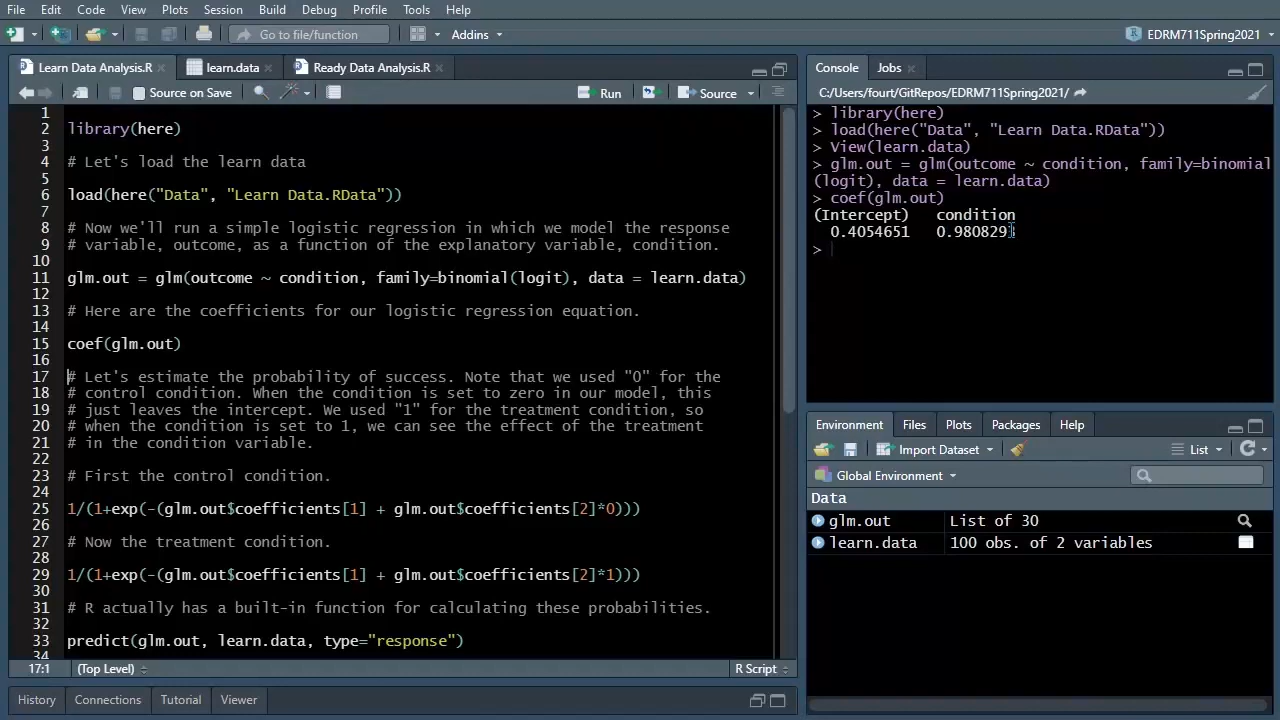 File Edit Code View Plots Session Build Debug Profile Tools Help
Go to file/function Addins EDRM711Spring2021
Learn Data Analysis.R learn.data Ready Data Analysis.R
Source on Save Run Source
1
2 library(here)
3
4 # Let's load the learn data
5
6 load(here("Data", "Learn Data.RData"))
7
8 # Now we'll run a simple logistic regression in which we model the response
9 # variable, outcome, as a function of the explanatory variable, condition.
10
11 glm.out = glm(outcome ~ condition, family=binomial(logit), data = learn.data)
12
13 # Here are the coefficients for our logistic regression equation.
14
15 coef(glm.out)
16
17 # Let's estimate the probability of success. Note that we used "0" for the
18 # control condition. When the condition is set to zero in our model, this
19 # just leaves the intercept. We used "1" for the treatment condition, so
20 # when the condition is set to 1, we can see the effect of the treatment
21 # in the condition variable.
22
23 # First the control condition.
24
25 1/(1+exp(-(glm.out$coefficients[1] + glm.out$coefficients[2]*0)))
26
27 # Now the treatment condition.
28
29 1/(1+exp(-(glm.out$coefficients[1] + glm.out$coefficients[2]*1)))
30
31 # R actually has a built-in function for calculating these probabilities.
32
33 predict(glm.out, learn.data, type="response")
34
17:1 (Top Level) R Script
History Connections Tutorial Viewer
Console Jobs
C:/Users/fourt/GitRepos/EDRM711Spring2021/
> library(here)
> load(here("Data", "Learn Data.RData"))
> View(learn.data)
> glm.out = glm(outcome ~ condition, family=binomial
(logit), data = learn.data)
> coef(glm.out)
(Intercept) condition
0.4054651
>
Environment Files Plots Packages Help
Import Dataset List
Global Environment
Data
glm.out List of 30
learn.data 100 obs. of 2 variables